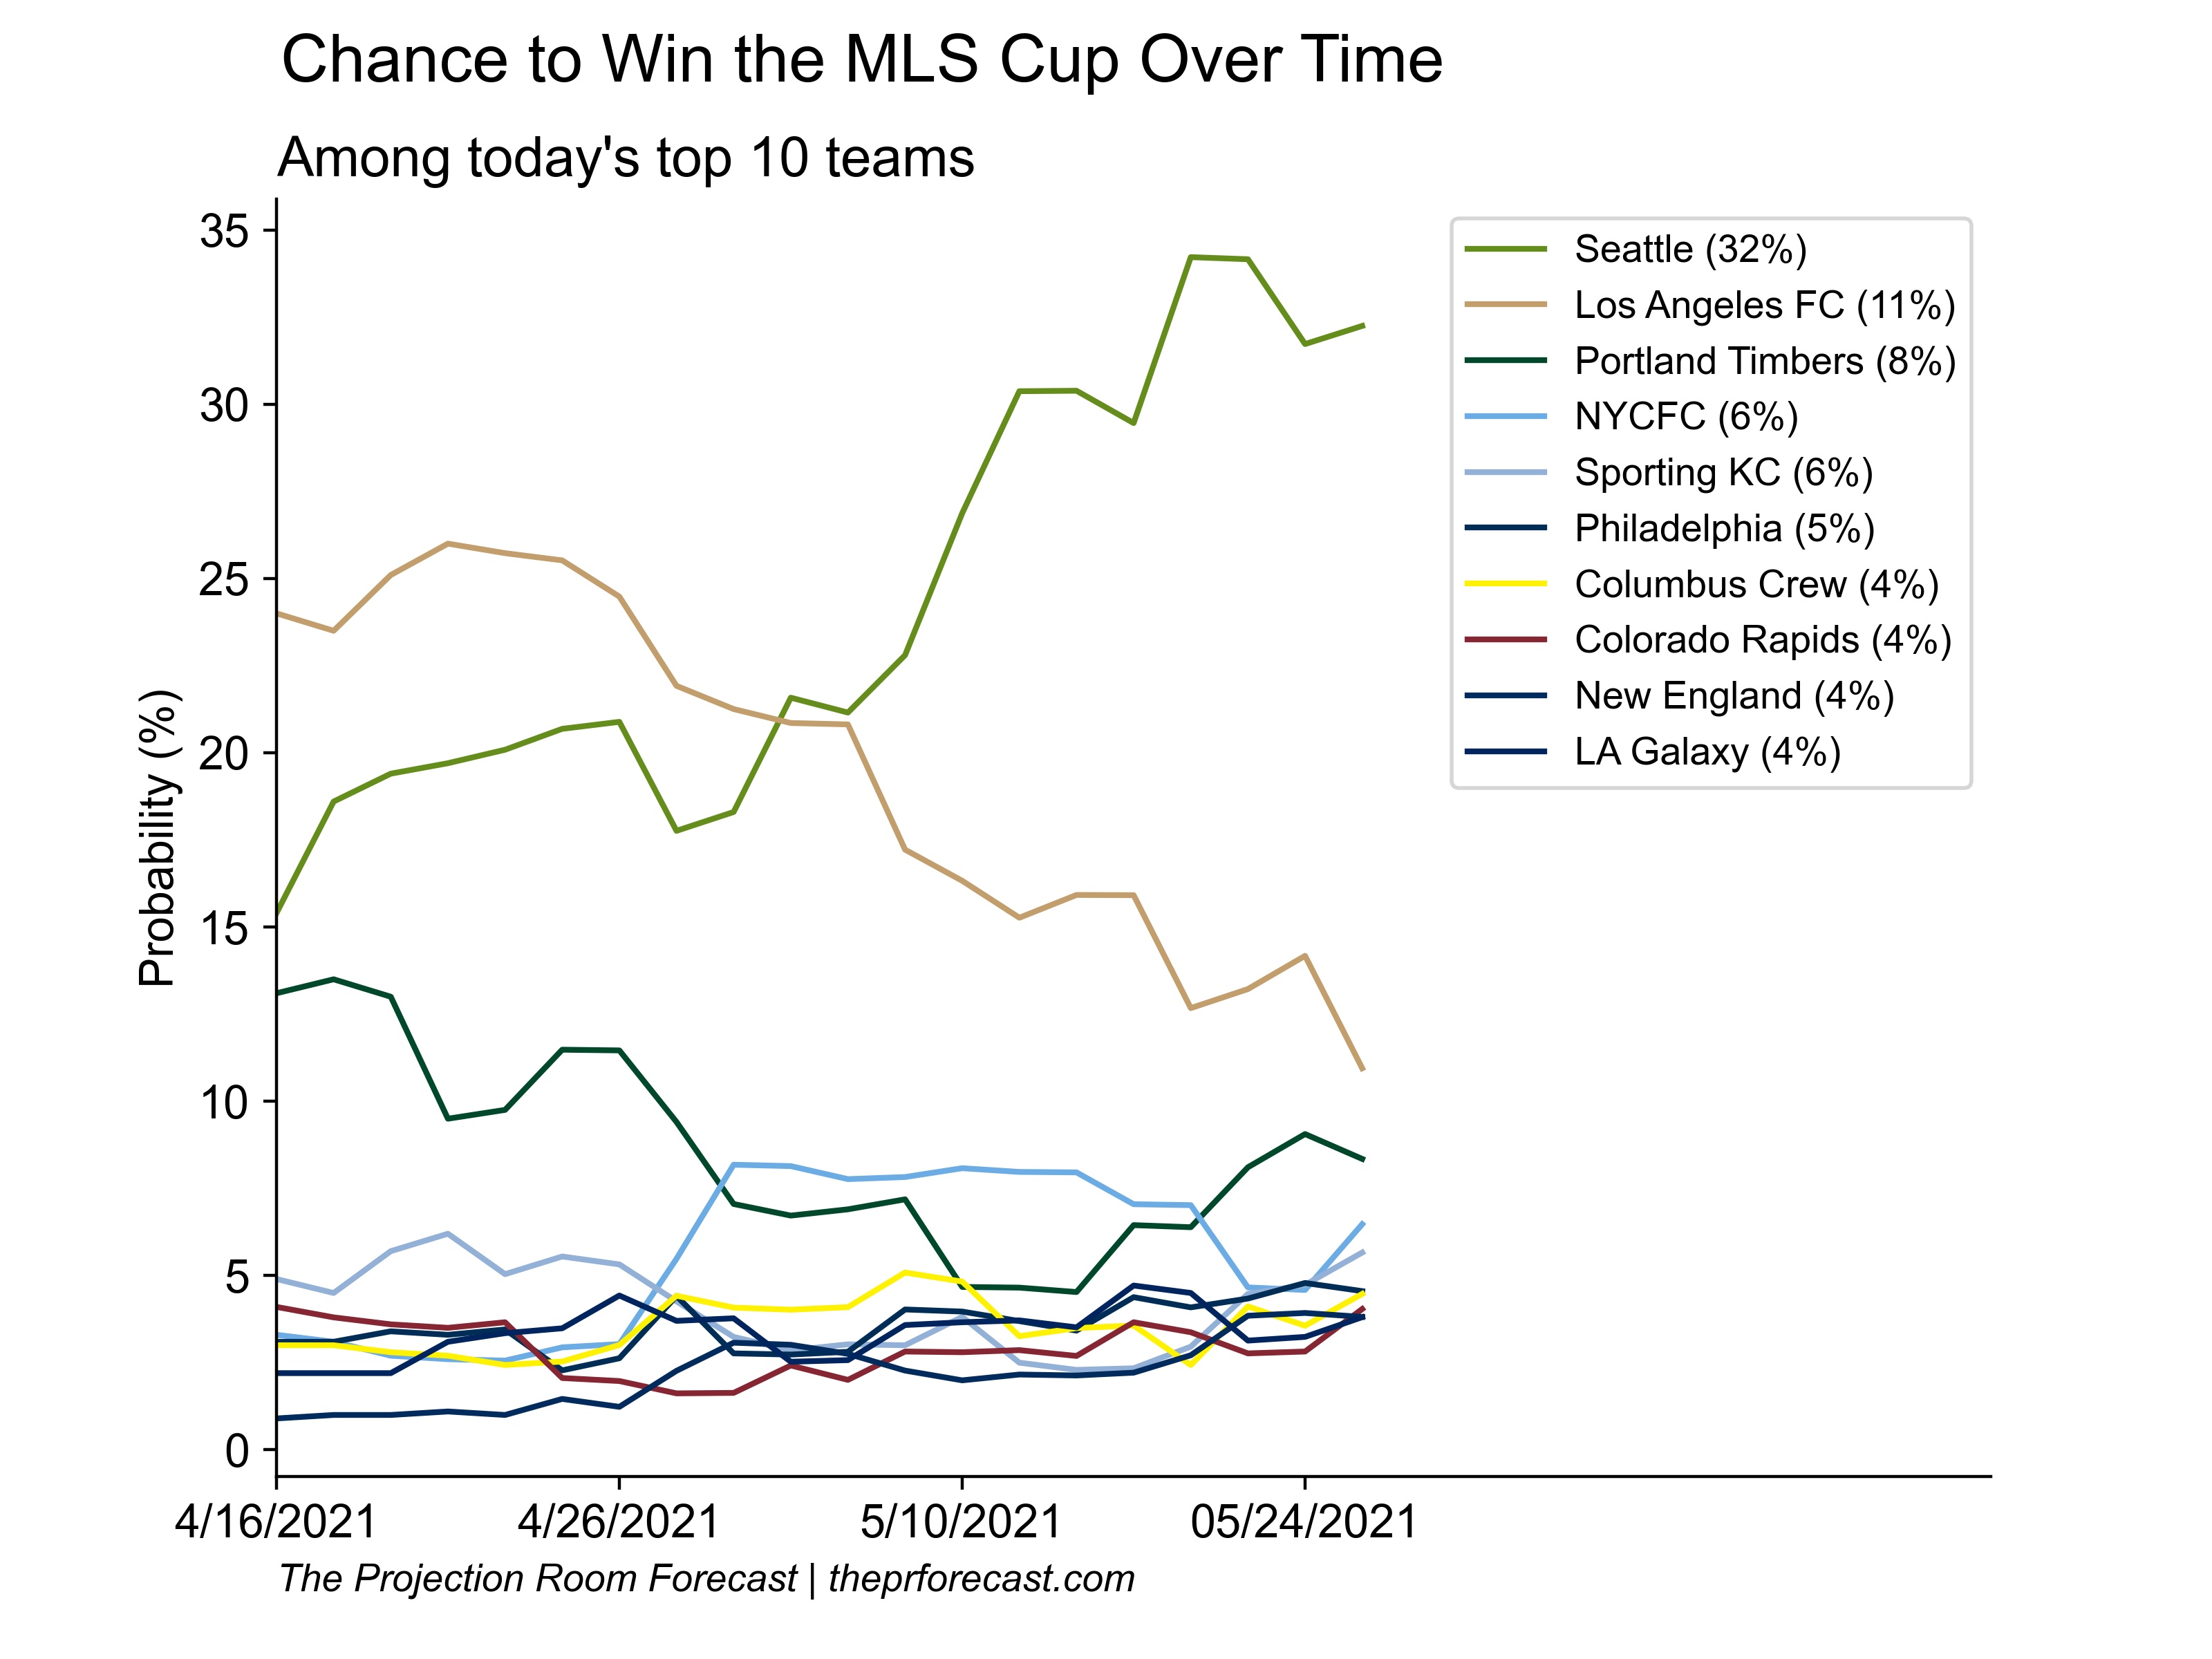 Chance to Win the MLS Cup Over Time
Among today's top 10 teams
35
30
25
20
15
10
5
0
Probability (%)
Seattle (32%)
Los Angeles FC (11%)
Portland Timbers (8%)
NYCFC (6%)
Sporting KC (6%)
Philadelphia (5%)
Columbus Crew (4%)
Colorado Rapids (4%)
New England (4%)
LA Galaxy (4%)
4/16/2021 4/26/2021 5/10/2021 05/24/2021
The Projection Room Forecast | theprforecast.com